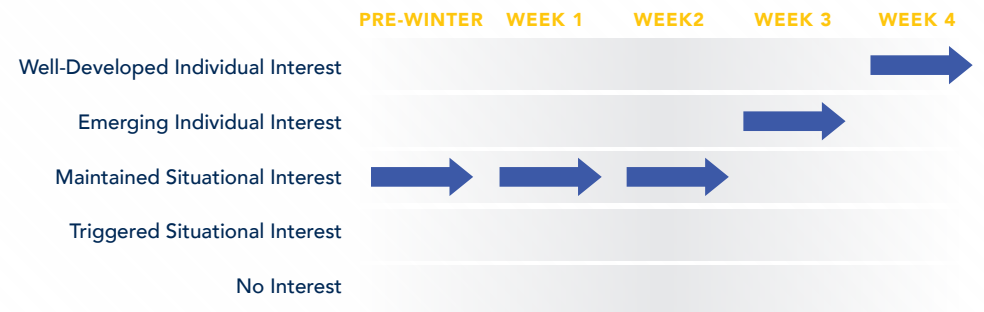 PRE-WINTER WEEK 1 WEEK2 WEEK 3 WEEK 4
Well-Developed Individual Interest
Emerging Individual Interest
Maintained Situational Interest
Triggered Situational Interest
No Interest